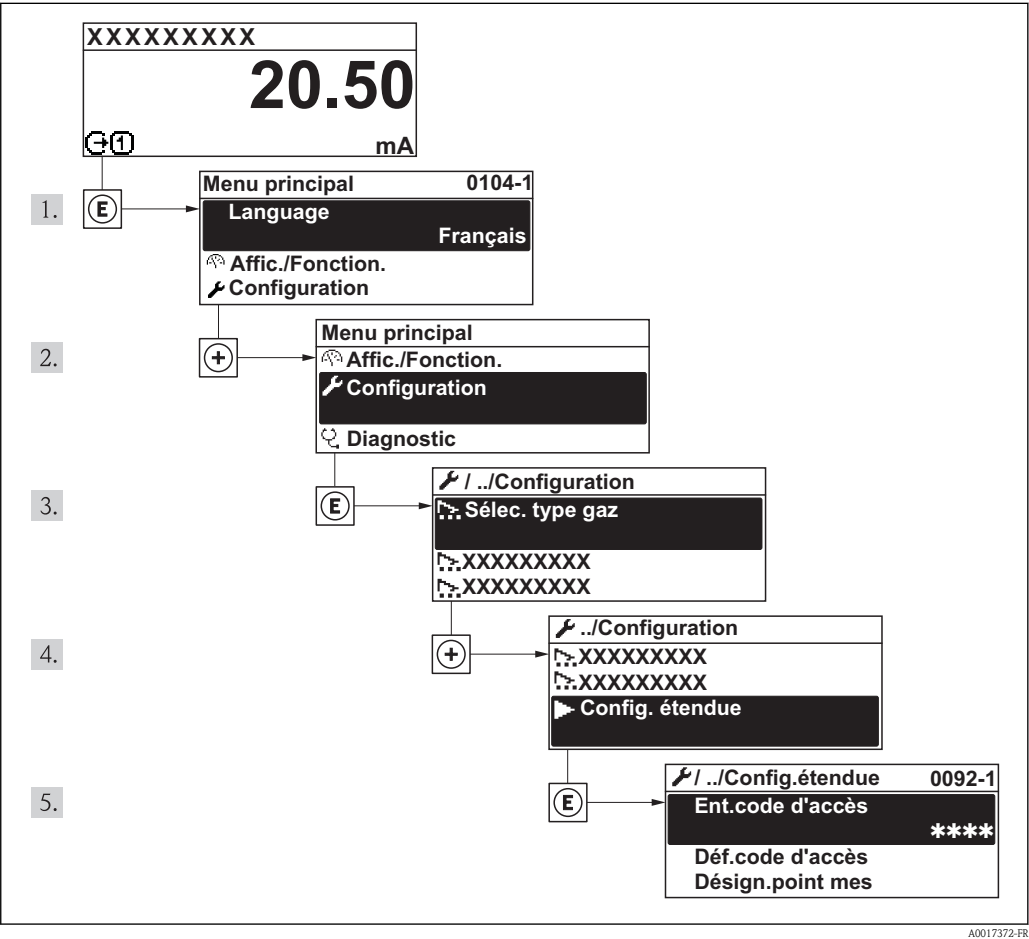 XXXXXXXXX
20.50
1 mA
Menu principal 0104-1
1. E Language
Français
Affic./Fonction.
Configuration
Menu principal
2. + Affic./Fonction.
Configuration
Diagnostic
/ ../Configuration
3. E Sélec. type gaz
XXXXXXXXX
XXXXXXXXX
../Configuration
4. + XXXXXXXXX
XXXXXXXXX
Config. étendue
/ ../Config.étendue 0092-1
5. E Ent.code d'accès
****
Déf.code d'accès
Désign.point mes
A0017372-FR